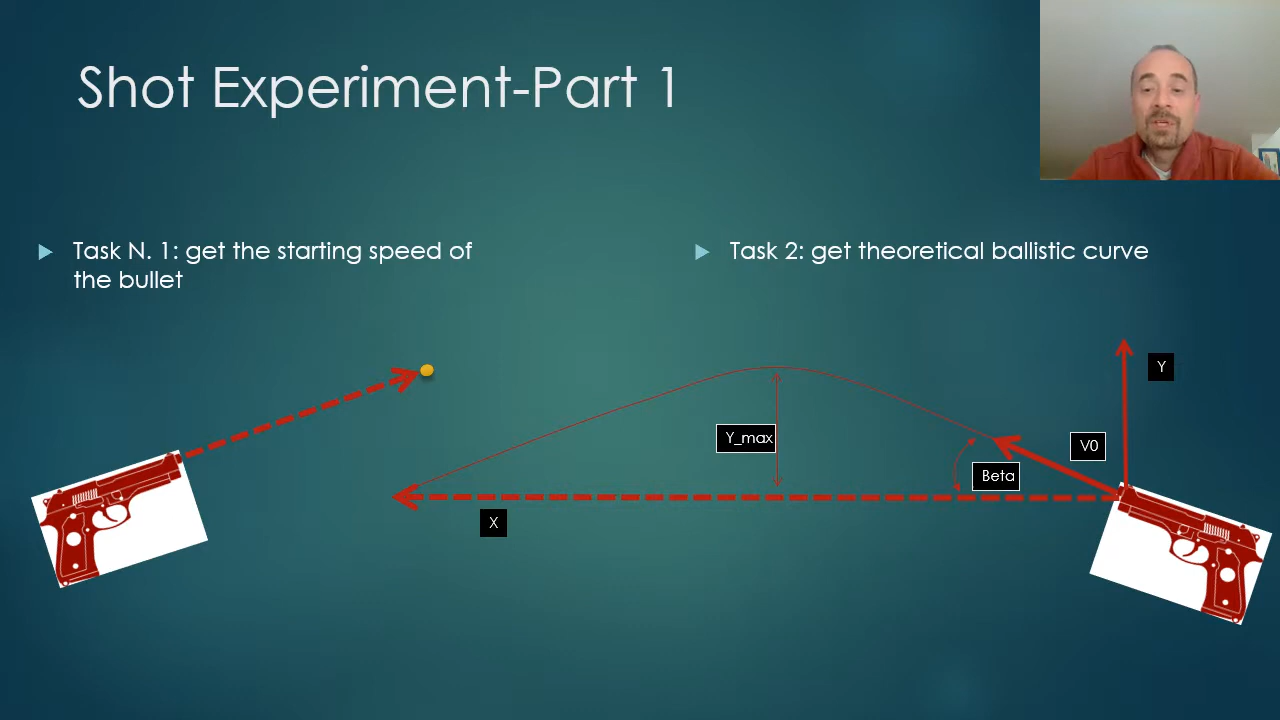 Shot Experiment-Part 1
Task N. 1: get the starting speed of
the bullet
Task 2: get theoretical ballistic curve
Y
Y_max
V0
Beta
X